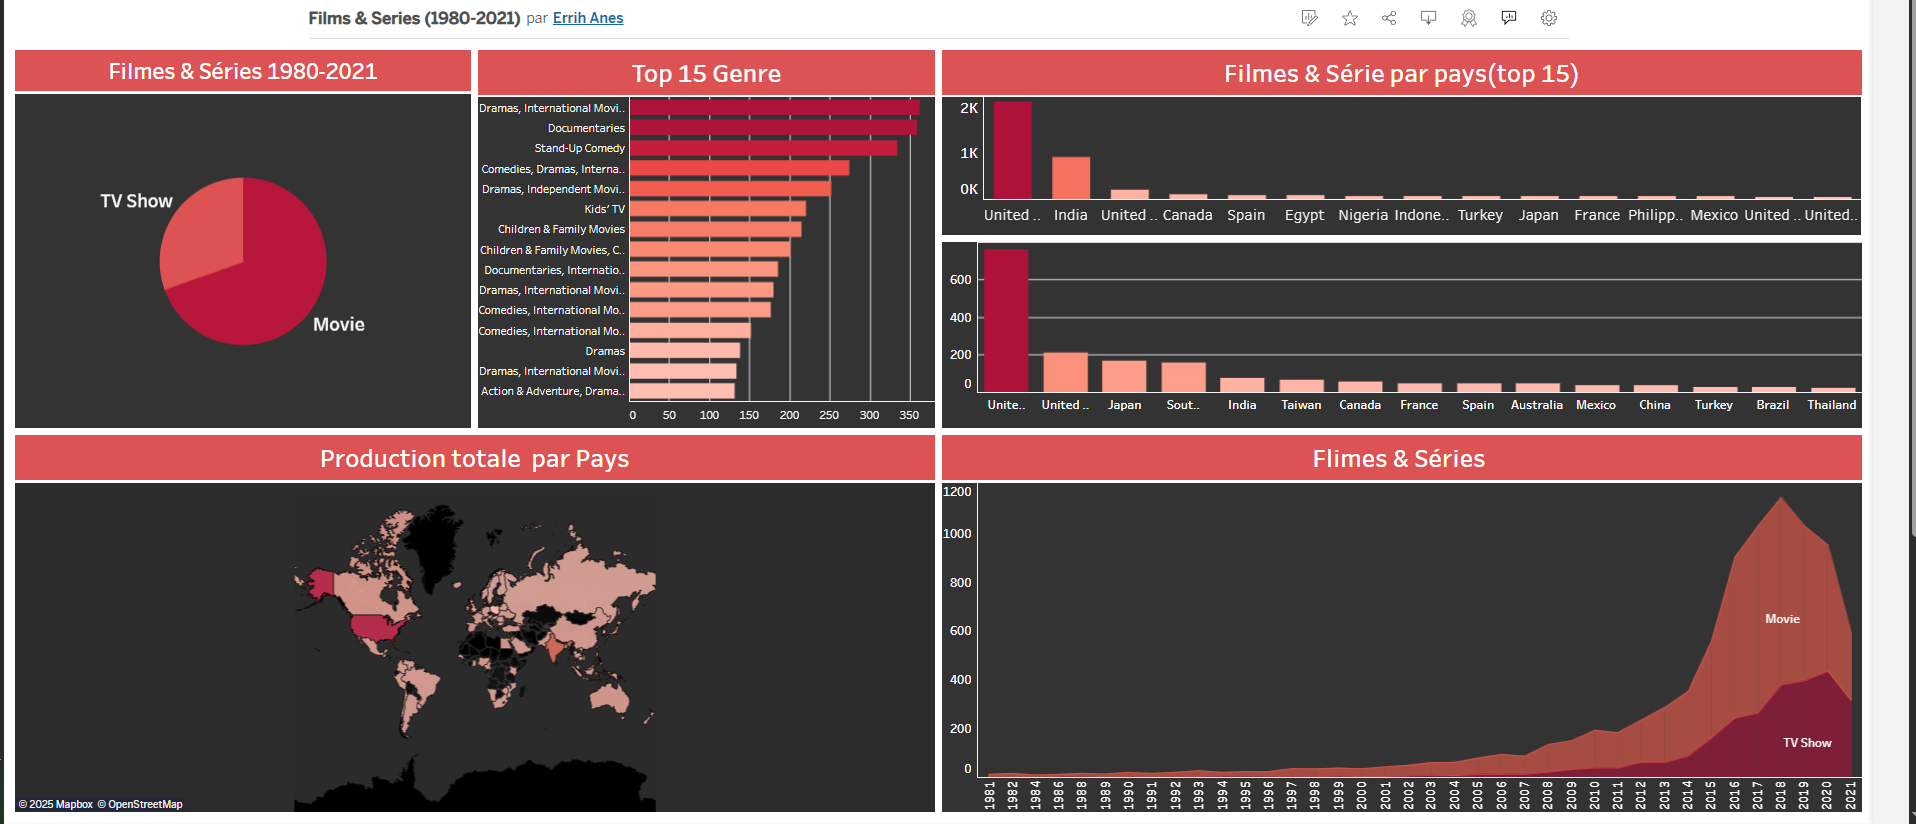 Films & Series (1980-2021) par Errih Anes
Filmes & Séries 1980-2021
TV Show
Movie
Top 15 Genre
Dramas, International Movi..
Documentaries
Stand-Up Comedy
Comedies, Dramas, Interna..
Dramas, Independent Movi..
Kids' TV
Children & Family Movies
Children & Family Movies, C..
Documentaries, Internatio..
Dramas, International Movi..
Comedies, International Mo..
Comedies, International Mo..
Dramas
Dramas, International Movi..
Action & Adventure, Drama..
0 50 100 150 200 250 300 350
Filmes & Série par pays(top 15)
2K
1K
0K
United .. India United .. Canada Spain Egypt Nigeria Indone.. Turkey Japan France Philipp.. Mexico United .. United..
600
400
200
0
Unite.. United .. Japan Sout.. India Taiwan Canada France Spain Australia Mexico China Turkey Brazil Thailand
Production totale par Pays
© 2025 Mapbox © OpenStreetMap
Flimes & Séries
1200
1000
800
600
400
200
0
Movie
TV Show
1981 1982 1984 1986 1988 1989 1990 1991 1992 1993 1994 1995 1996 1997 1998 1999 2000 2001 2002 2003 2004 2005 2006 2007 2008 2009 2010 2011 2012 2013 2014 2015 2016 2017 2018 2019 2020 2021